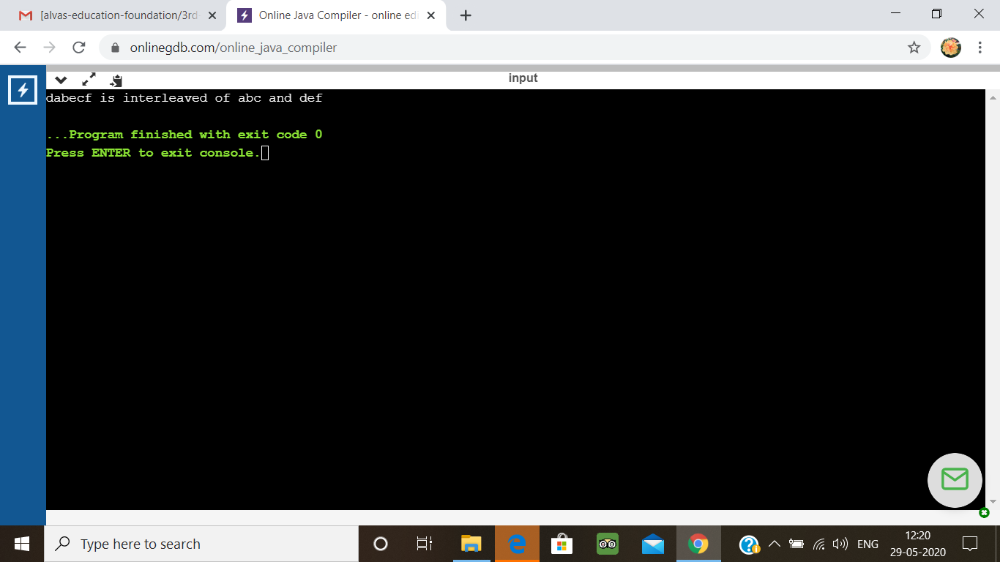 [alvas-education-foundation/3rd-
Online Java Compiler - online edi
onlinegdb.com/online_java_compiler
input
dabecf is interleaved of abc and def
...Program finished with exit code 0
Press ENTER to exit console.
Type here to search
ENG
12:20
29-05-2020